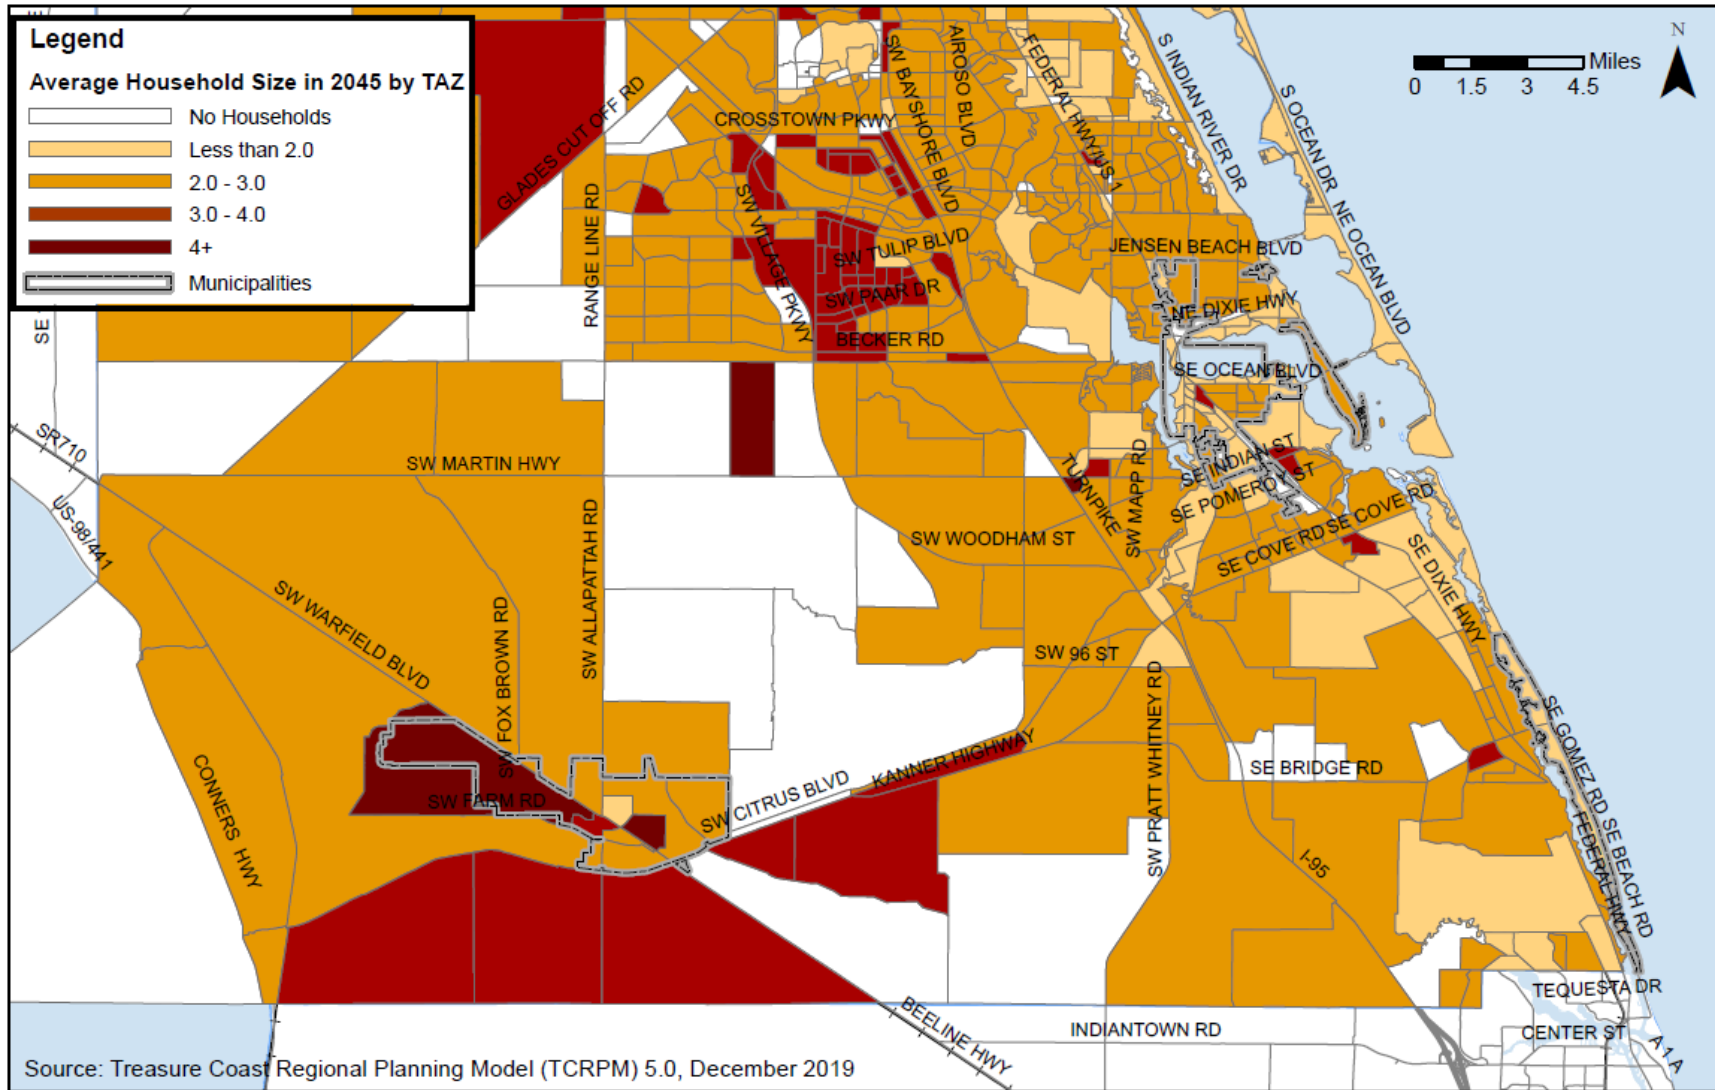 Legend
Average Household Size in 2045 by TAZ
No Households
Less than 2.0
2.0 - 3.0
3.0 - 4.0
4+
Municipalities
N
Miles
0 1.5 3 4.5
SE
SE
GLADES CUT OFF RD
RANGE LINE RD
CROSSTOWN PKWY
SW BAYSHORE BLVD
AIROSO BLVD
FEDERAL HWY/US 1
S INDIAN RIVER DR
S OCEAN DR
NE OCEAN BLVD
SW VILLAGE PKWY
SW TULIP BLVD
SW PAAR DR
BECKER RD
JENSEN BEACH BLVD
NE DIXIE HWY
SE OCEAN BLVD
SR710
US-98/441
SW MARTIN HWY
SW ALLAPATTAH RD
SW WOODHAM ST
TURNPIKE
SW MAPP RD
SE INDIAN ST
SE POMEROY ST
SE COVE RD
SE COVE RD
SE DIXIE HWY
SW WARFIELD BLVD
SW FOX BROWN RD
SW 96 ST
SW PRATT WHITNEY RD
CONNERS HWY
SW FARM RD
SW CITRUS BLVD
KANNER HIGHWAY
SE BRIDGE RD
SE GOMEZ RD
SE BEACH RD
FEDERAL HWY
I-95
BEELINE HWY
INDIANTOWN RD
TEQUESTA DR
CENTER ST
A 1 A
Source: Treasure Coast Regional Planning Model (TCRPM) 5.0, December 2019